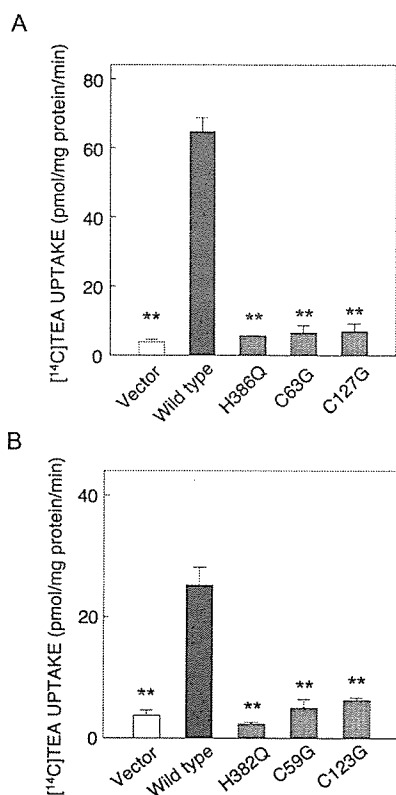 A
[¹⁴C]TEA UPTAKE (pmol/mg protein/min)
80
60
40
20
0
** ** ** **
Vector Wild type H386Q C63G C127G
B
[¹⁴C]TEA UPTAKE (pmol/mg protein/min)
40
20
0
** ** ** **
Vector Wild type H382Q C59G C123G